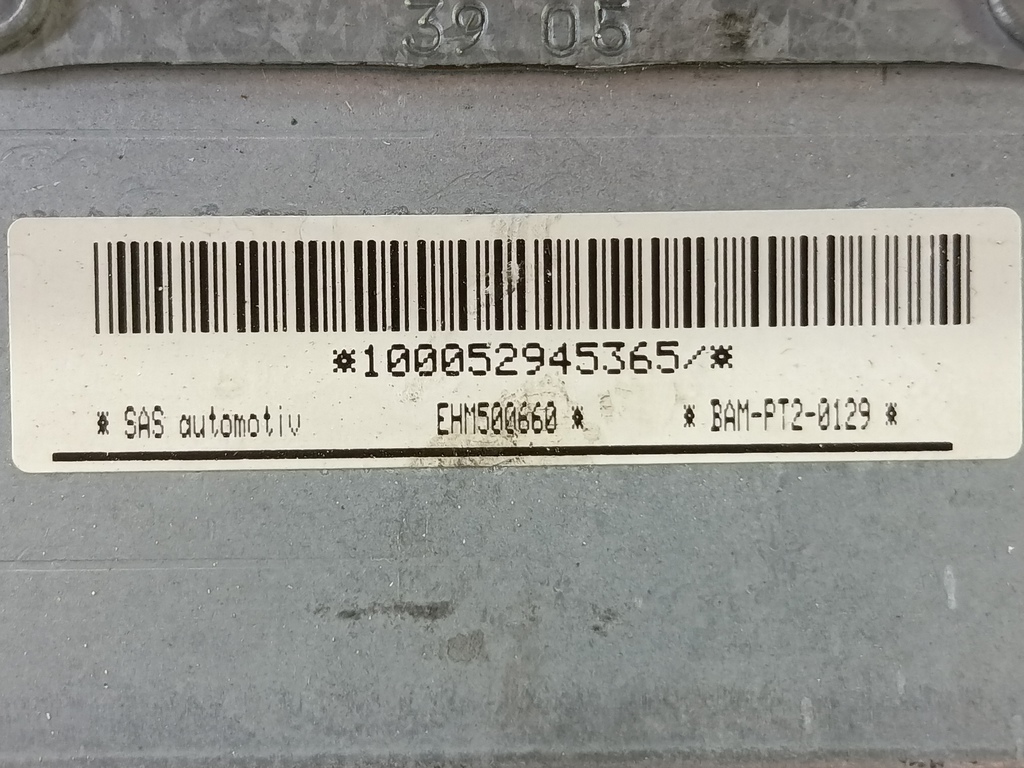 39 05
*100052945365/*
* SAS automotiv EHM500660 * * BAM-PT2-0129 *